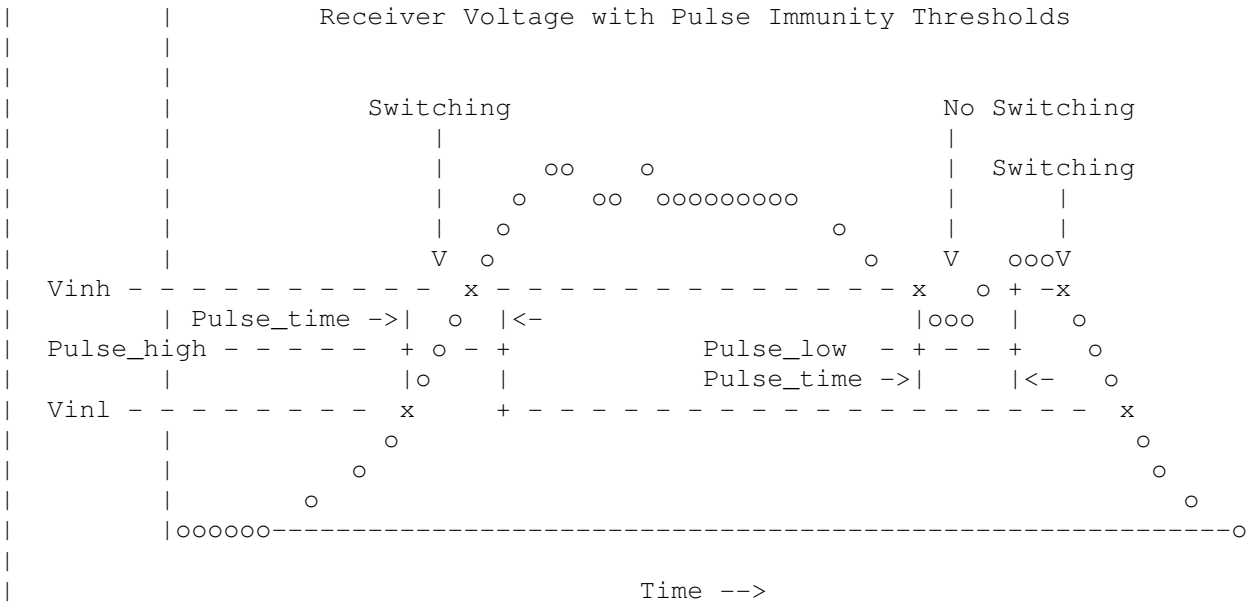 Receiver Voltage with Pulse Immunity Thresholds
Switching No Switching
Switching
Vinh
Pulse_time ->| |<-
Pulse_high Pulse_low
Pulse_time ->| |<-
Vinl
Time -->